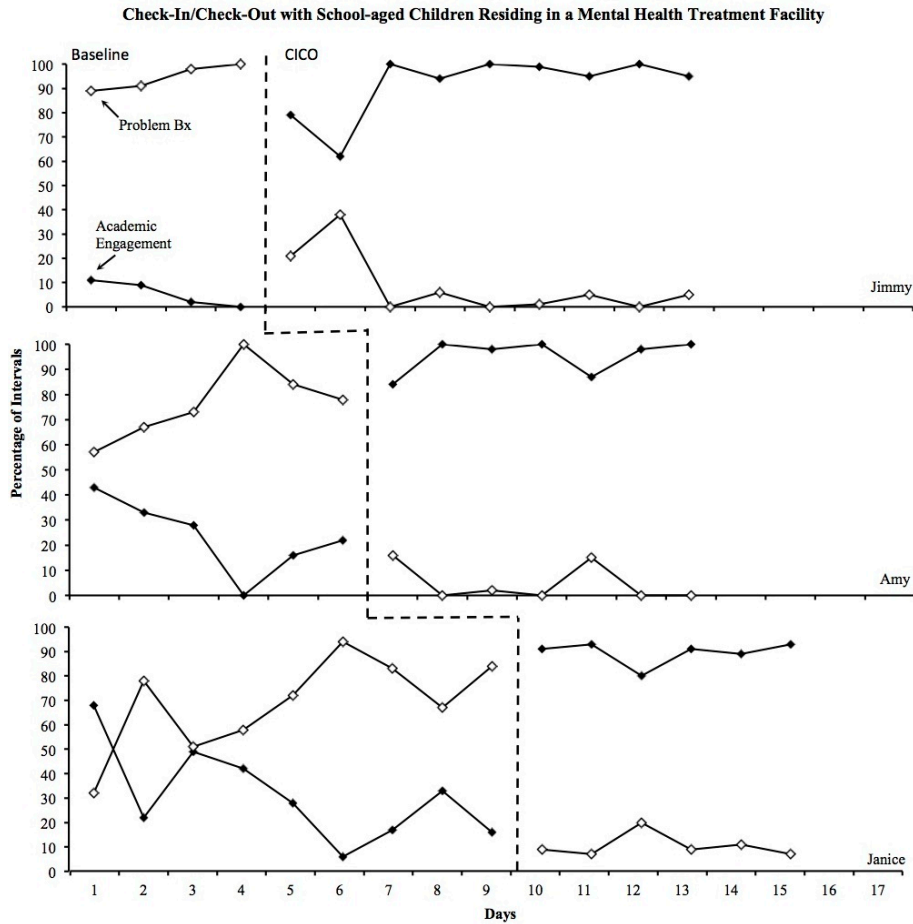 Check-In/Check-Out with School-aged Children Residing in a Mental Health Treatment Facility
Baseline
CICO
100
90
80
70
60
50
40
30
20
10
0
Problem Bx
Academic
Engagement
Jimmy
Percentage of Intervals
100
90
80
70
60
50
40
30
20
10
0
Amy
100
90
80
70
60
50
40
30
20
10
0
Janice
1 2 3 4 5 6 7 8 9 10 11 12 13 14 15 16 17
Days